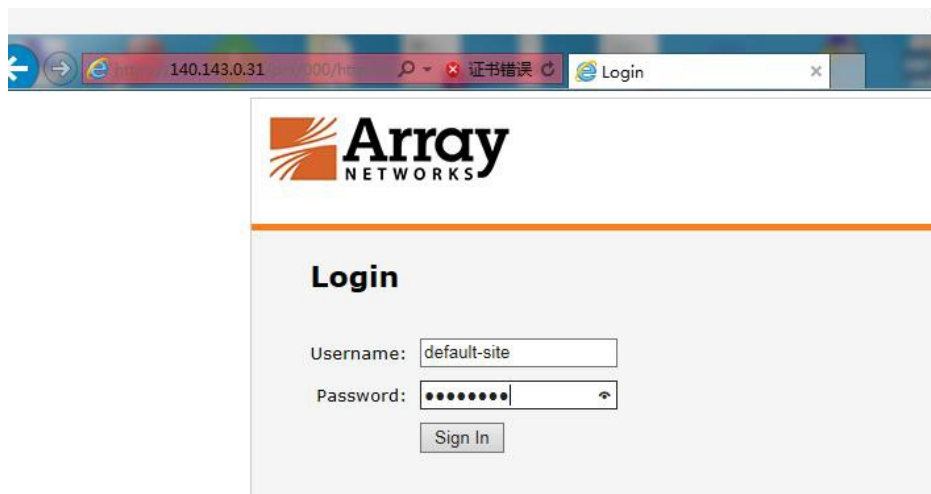 140.143.0.31
证书错误
Login
Array
NETWORKS
Login
Username: default-site
Password: ••••••••
Sign In